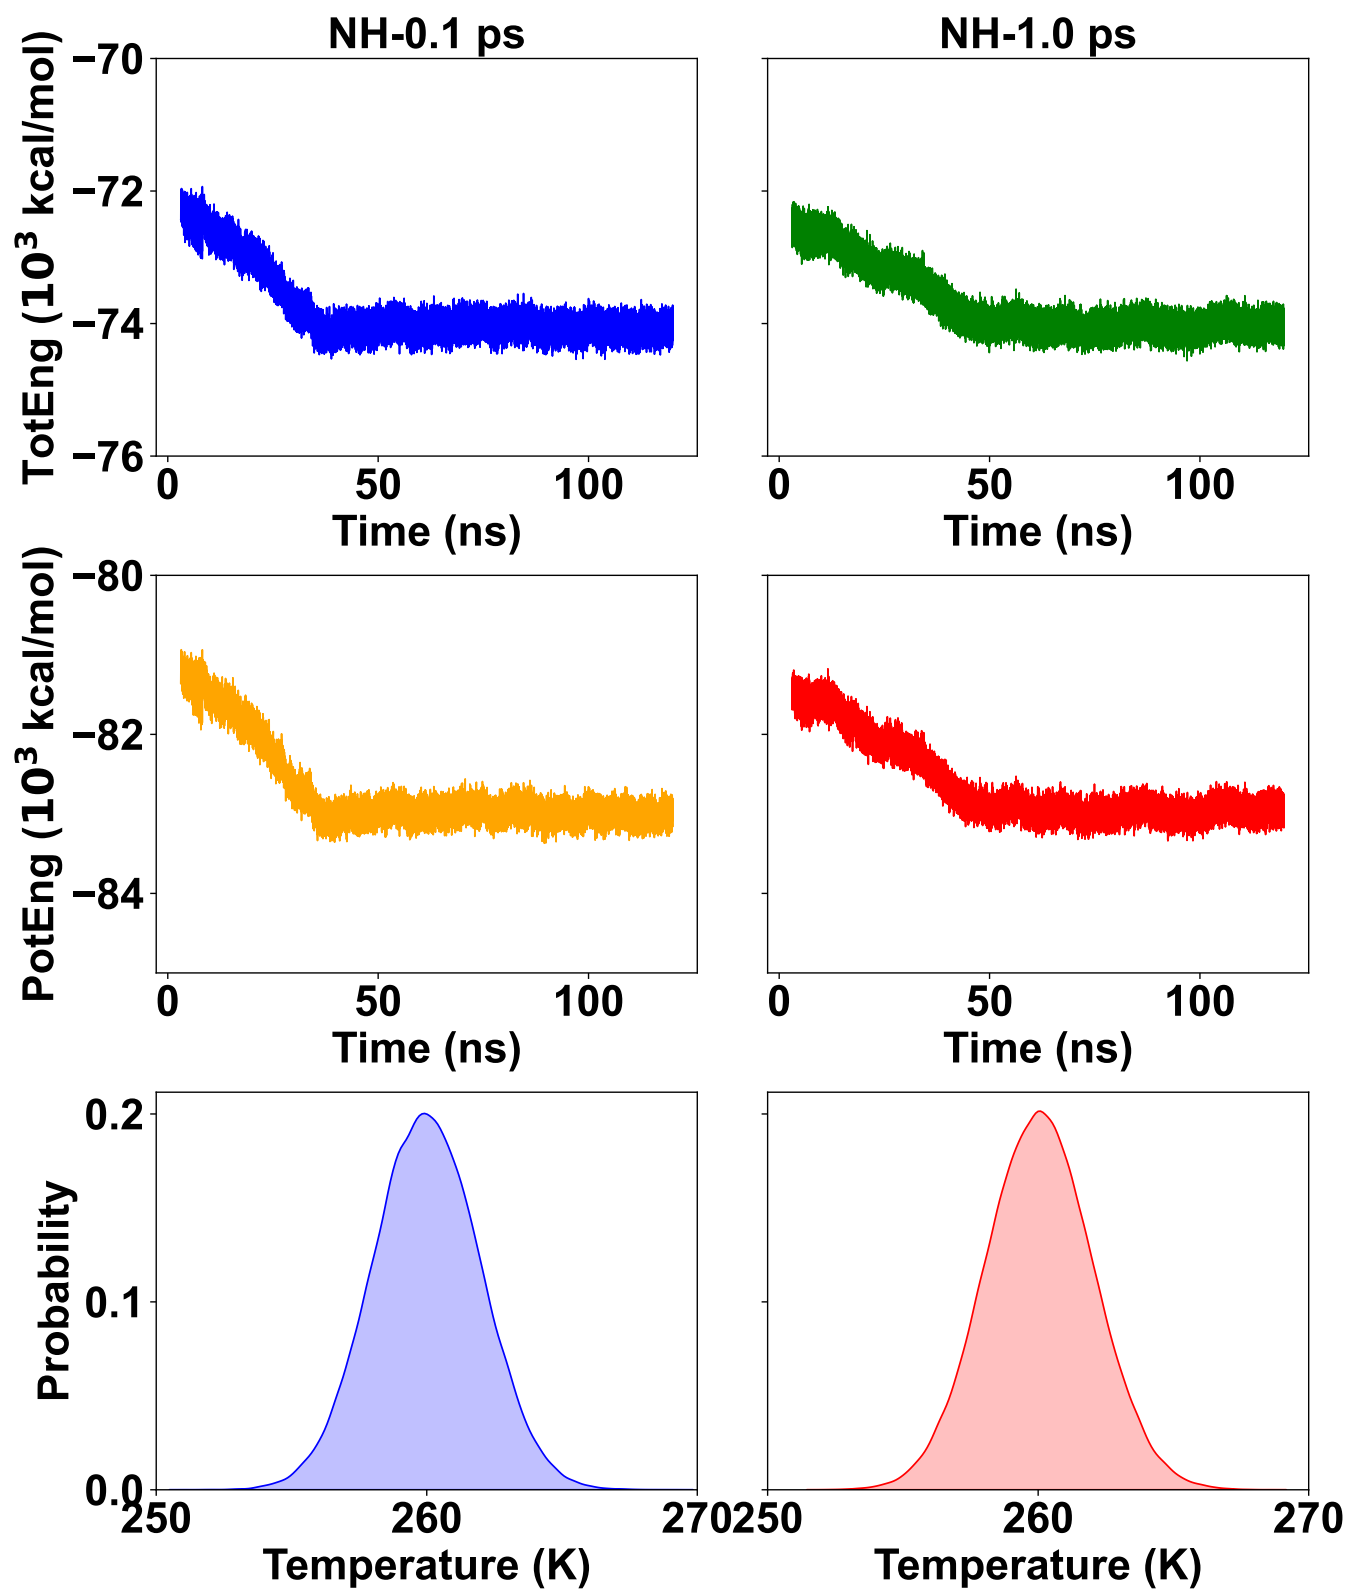 NH-0.1 ps
NH-1.0 ps
TotEng (10³ kcal/mol)
−70
−72
−74
−76
0 50 100
0 50 100
Time (ns)
Time (ns)
PotEng (10³ kcal/mol)
−80
−82
−84
0 50 100
0 50 100
Time (ns)
Time (ns)
Probability
0.2
0.1
0.0
250 260 270
250 260 270
Temperature (K)
Temperature (K)